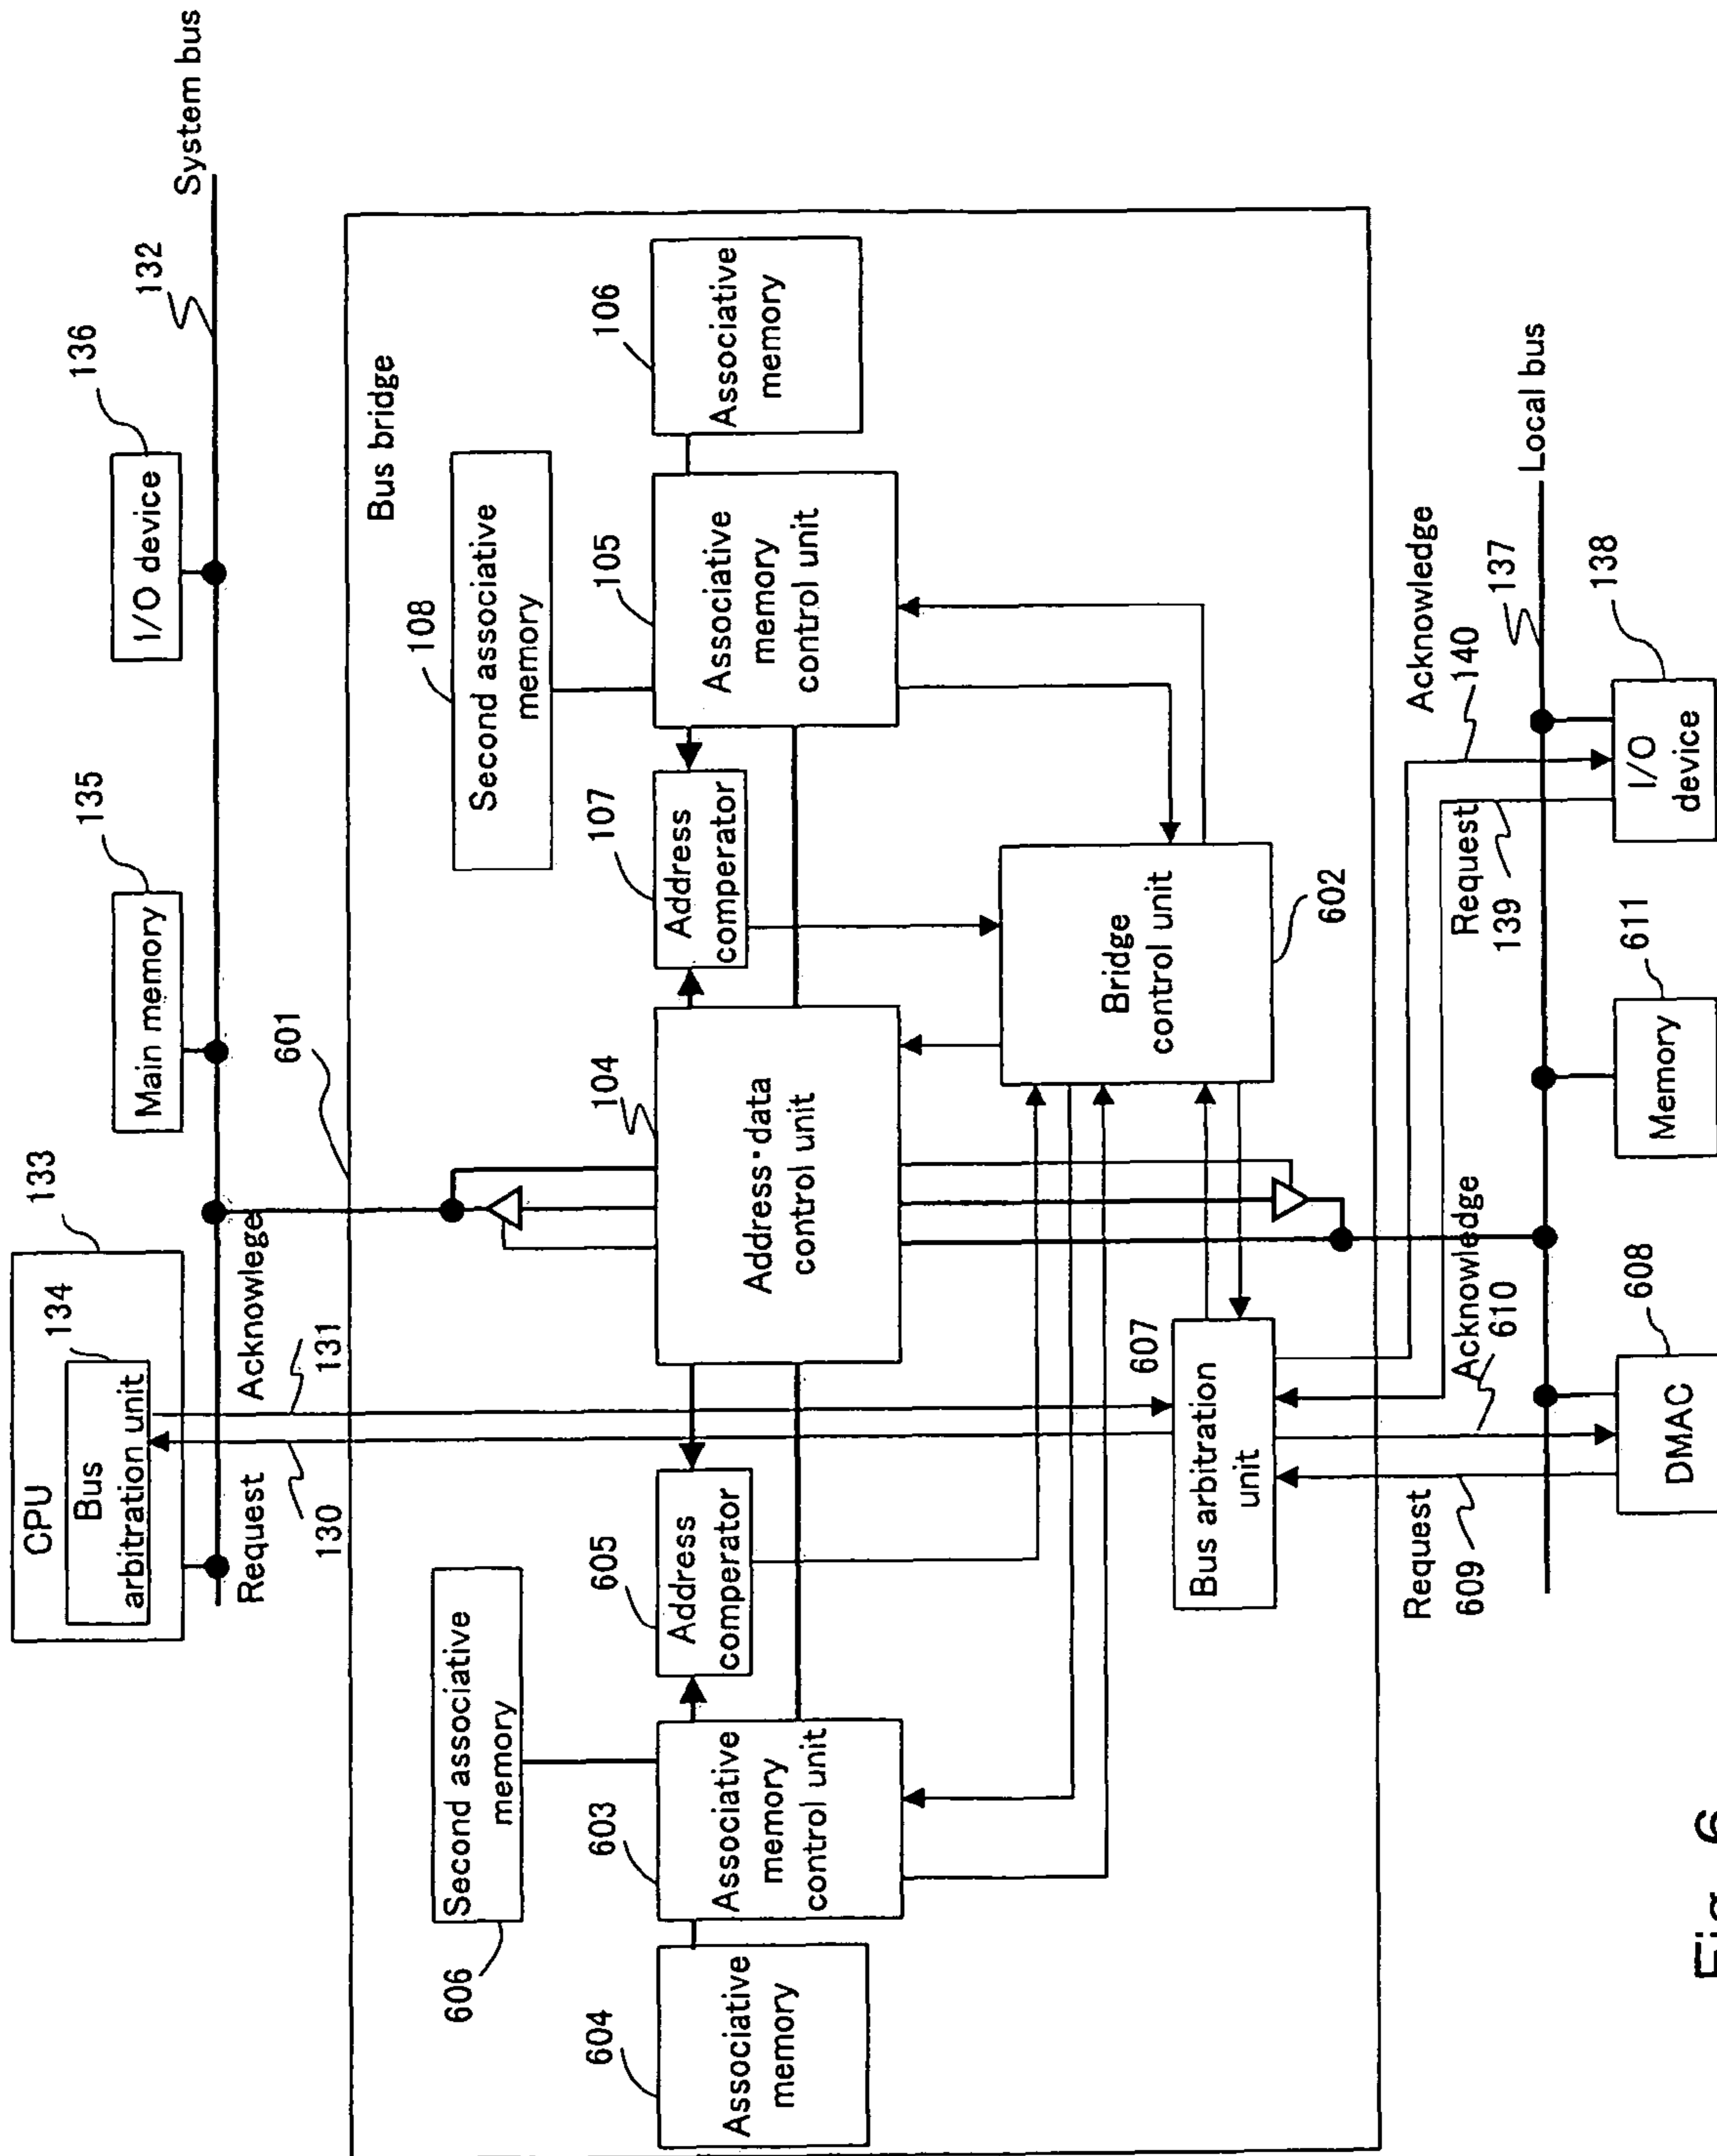 CPU
Bus
arbitration unit
133
134
Main memory
135
I/O device
136
132
System bus
Request
130
Acknowlege
131
601
Bus bridge
Second associative
memory
606
Second associative
memory
108
604
Associative
memory
603
Associative
memory
control unit
605
Address
comperator
104
Address·data
control unit
107
Address
comperator
105
Associative
memory
control unit
106
Associative
memory
Bridge
control unit
602
607
Bus arbitration
unit
Request
609
Acknowledge
610
Request
139
Acknowledge
140
137
Local bus
608
DMAC
611
Memory
138
I/O
device
Fig. 6